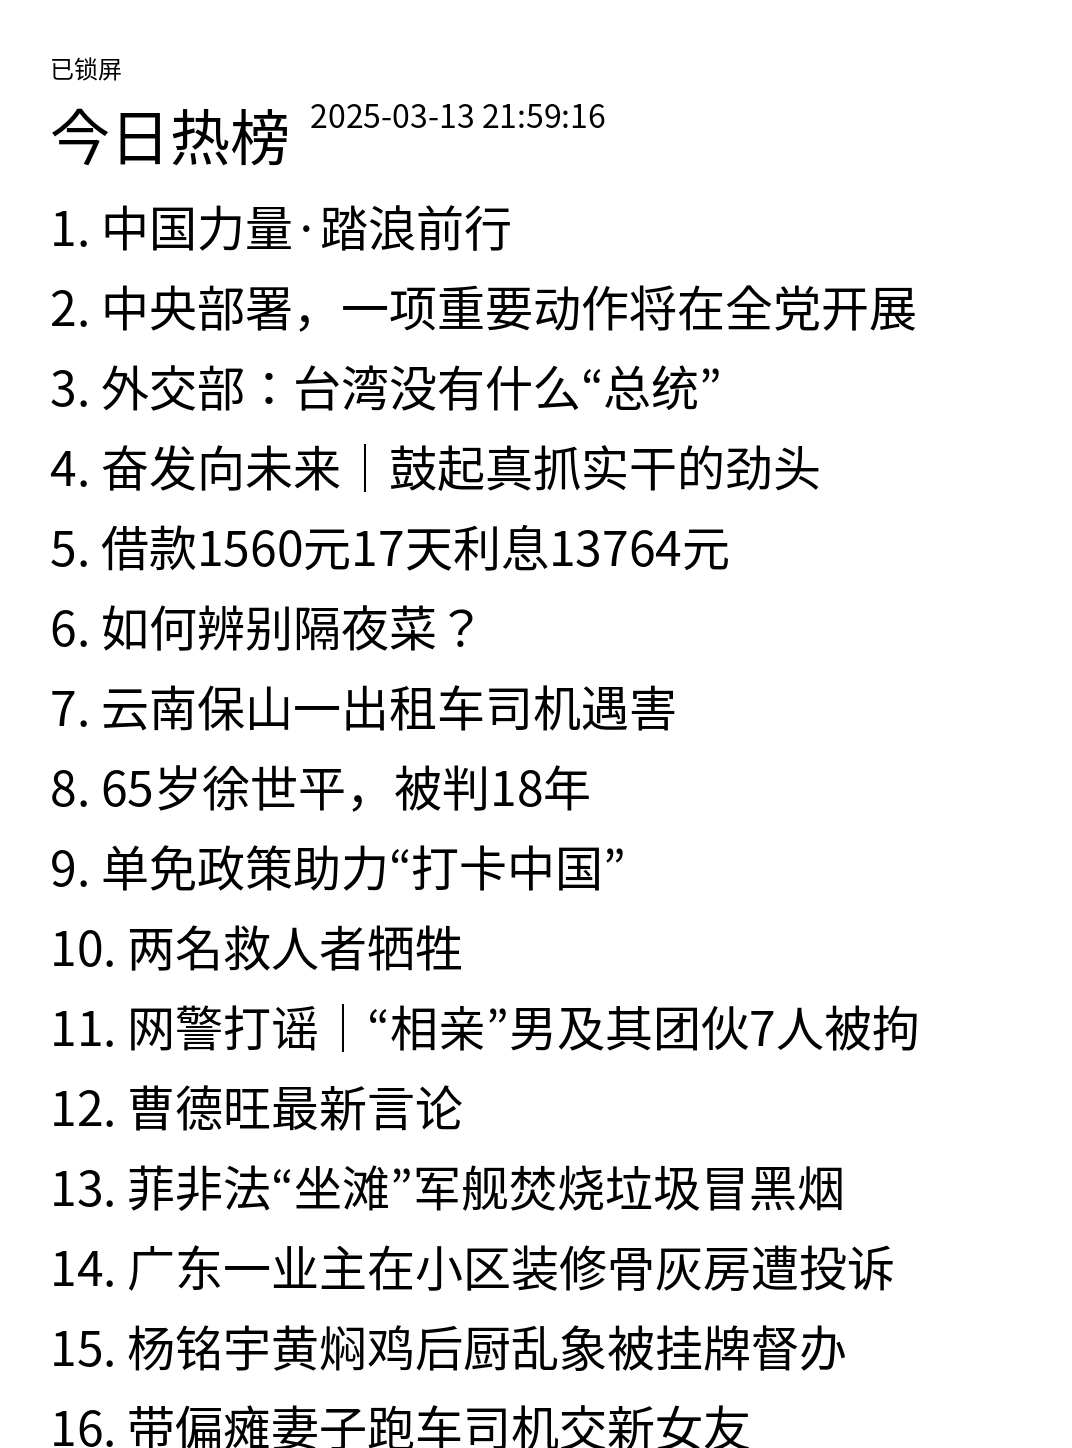 已锁屏
今日热榜 2025-03-13 21:59:16
1. 中国力量·踏浪前行
2. 中央部署，一项重要动作将在全党开展
3. 外交部：台湾没有什么“总统”
4. 奋发向未来｜鼓起真抓实干的劲头
5. 借款1560元17天利息13764元
6. 如何辨别隔夜菜？
7. 云南保山一出租车司机遇害
8. 65岁徐世平，被判18年
9. 单免政策助力“打卡中国”
10. 两名救人者牺牲
11. 网警打谣｜“相亲”男及其团伙7人被拘
12. 曹德旺最新言论
13. 菲非法“坐滩”军舰焚烧垃圾冒黑烟
14. 广东一业主在小区装修骨灰房遭投诉
15. 杨铭宇黄焖鸡后厨乱象被挂牌督办
16. 带偏瘫妻子跑车司机交新女友